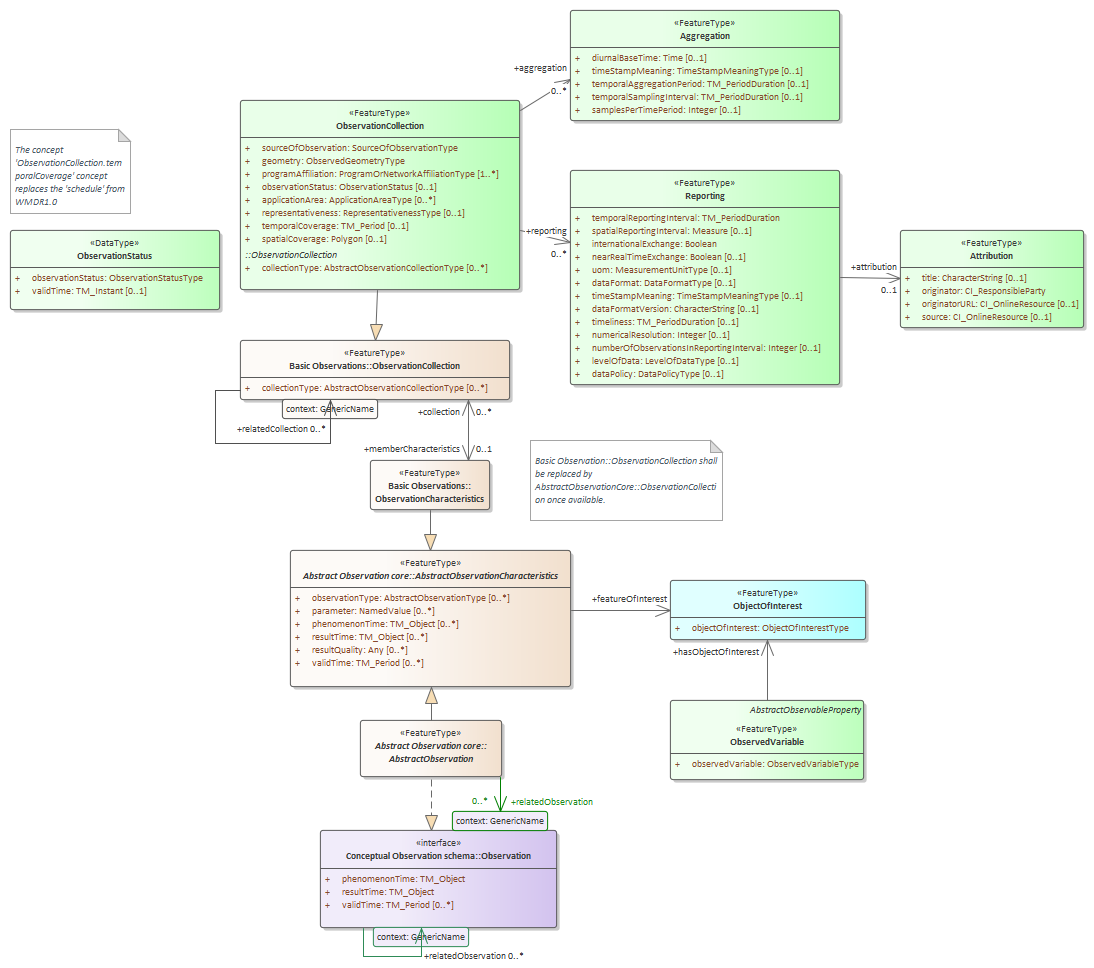 «FeatureType»
Aggregation
+ diurnalBaseTime: Time [0..1]
+ timeStampMeaning: TimeStampMeaningType [0..1]
+ temporalAggregationPeriod: TM_PeriodDuration [0..1]
+ temporalSamplingInterval: TM_PeriodDuration [0..1]
+ samplesPerTimePeriod: Integer [0..1]
+aggregation
0..*
«FeatureType»
ObservationCollection
+ sourceOfObservation: SourceOfObservationType
+ geometry: ObservedGeometryType
+ programAffiliation: ProgramOrNetworkAffiliationType [1..*]
+ observationStatus: ObservationStatus [0..1]
+ applicationArea: ApplicationAreaType [0..*]
+ representativeness: RepresentativenessType [0..1]
+ temporalCoverage: TM_Period [0..1]
+ spatialCoverage: Polygon [0..1]
::ObservationCollection
+ collectionType: AbstractObservationCollectionType [0..*]
The concept
'ObservationCollection.tem
poralCoverage' concept
replaces the 'schedule' from
WMDR1.0
«DataType»
ObservationStatus
+ observationStatus: ObservationStatusType
+ validTime: TM_Instant [0..1]
+reporting
0..*
«FeatureType»
Reporting
+ temporalReportingInterval: TM_PeriodDuration
+ spatialReportingInterval: Measure [0..1]
+ internationalExchange: Boolean
+ nearRealTimeExchange: Boolean [0..1]
+ uom: MeasurementUnitType [0..1]
+ dataFormat: DataFormatType [0..1]
+ timeStampMeaning: TimeStampMeaningType [0..1]
+ dataFormatVersion: CharacterString [0..1]
+ timeliness: TM_PeriodDuration [0..1]
+ numericalResolution: Integer [0..1]
+ numberOfObservationsInReportingInterval: Integer [0..1]
+ levelOfData: LevelOfDataType [0..1]
+ dataPolicy: DataPolicyType [0..1]
+attribution
0..1
«FeatureType»
Attribution
+ title: CharacterString [0..1]
+ originator: CI_ResponsibleParty
+ originatorURL: CI_OnlineResource [0..1]
+ source: CI_OnlineResource [0..1]
«FeatureType»
Basic Observations::ObservationCollection
+ collectionType: AbstractObservationCollectionType [0..*]
context: GenericName
+relatedCollection 0..*
+collection 0..*
+memberCharacteristics 0..1
«FeatureType»
Basic Observations::
ObservationCharacteristics
Basic Observation::ObservationCollection shall
be replaced by
AbstractObservationCore::ObservationCollecti
on once available.
«FeatureType»
Abstract Observation core::AbstractObservationCharacteristics
+ observationType: AbstractObservationType [0..*]
+ parameter: NamedValue [0..*]
+ phenomenonTime: TM_Object [0..*]
+ resultTime: TM_Object [0..*]
+ resultQuality: Any [0..*]
+ validTime: TM_Period [0..*]
+featureOfInterest
«FeatureType»
ObjectOfInterest
+ objectOfInterest: ObjectOfInterestType
+hasObjectOfInterest
AbstractObservableProperty
«FeatureType»
ObservedVariable
+ observedVariable: ObservedVariableType
«FeatureType»
Abstract Observation core::
AbstractObservation
0..* +relatedObservation
context: GenericName
«interface»
Conceptual Observation schema::Observation
+ phenomenonTime: TM_Object
+ resultTime: TM_Object
+ validTime: TM_Period [0..*]
context: GenericName
+relatedObservation 0..*